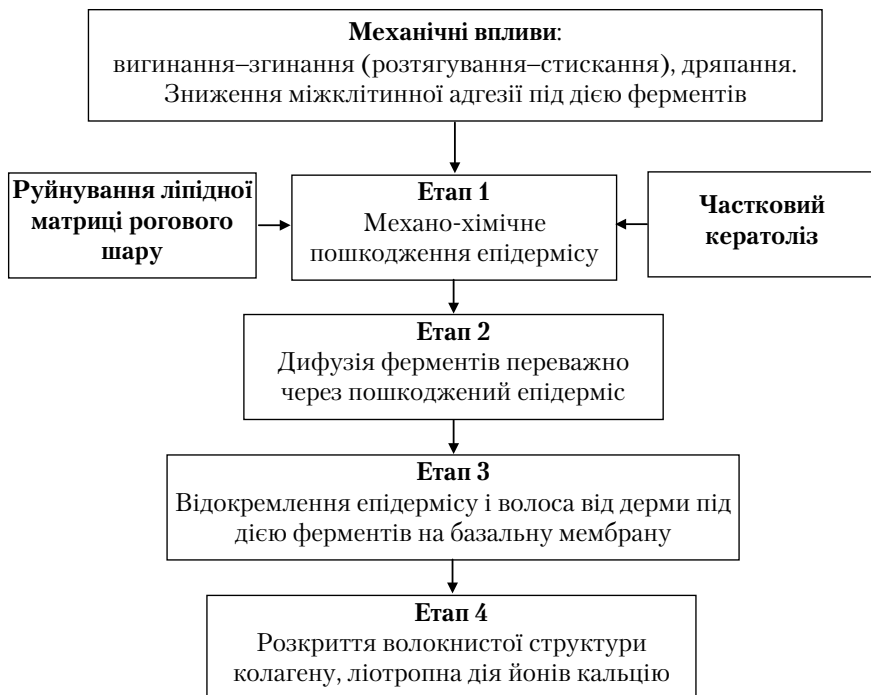 Механічні впливи:
вигинання–згинання (розтягування–стискання), дряпання.
Зниження міжклітинної адгезії під дією ферментів
Руйнування ліпідної
матриці рогового
шару
Етап 1
Механо-хімічне
пошкодження епідермісу
Частковий
кератоліз
Етап 2
Дифузія ферментів переважно
через пошкоджений епідерміс
Етап 3
Відокремлення епідермісу і волоса від дерми під
дією ферментів на базальну мембрану
Етап 4
Розкриття волокнистої структури
колагену, ліотропна дія йонів кальцію